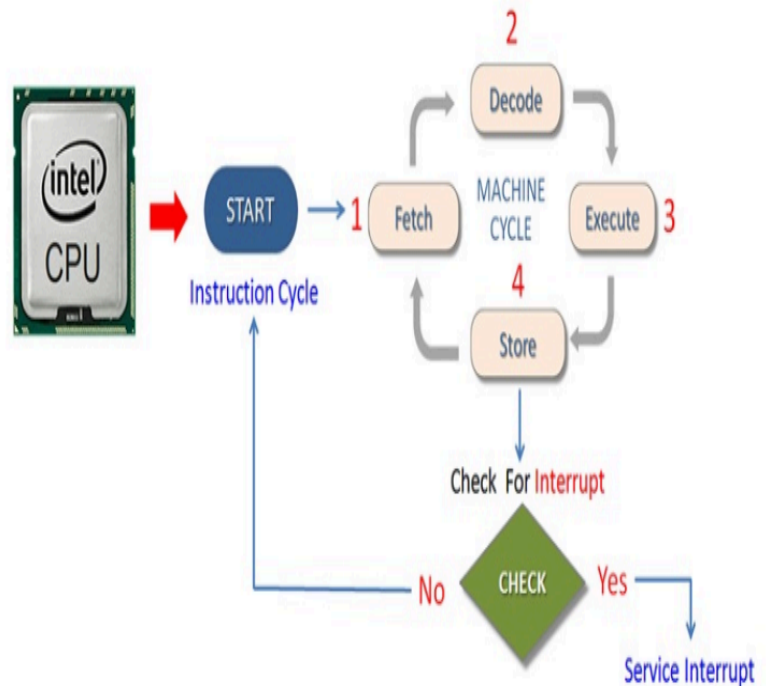 2
Decode
intel
CPU
START
1
Fetch
MACHINE
CYCLE
Execute
3
Instruction Cycle
4
Store
Check For Interrupt
No
CHECK
Yes
Service Interrupt